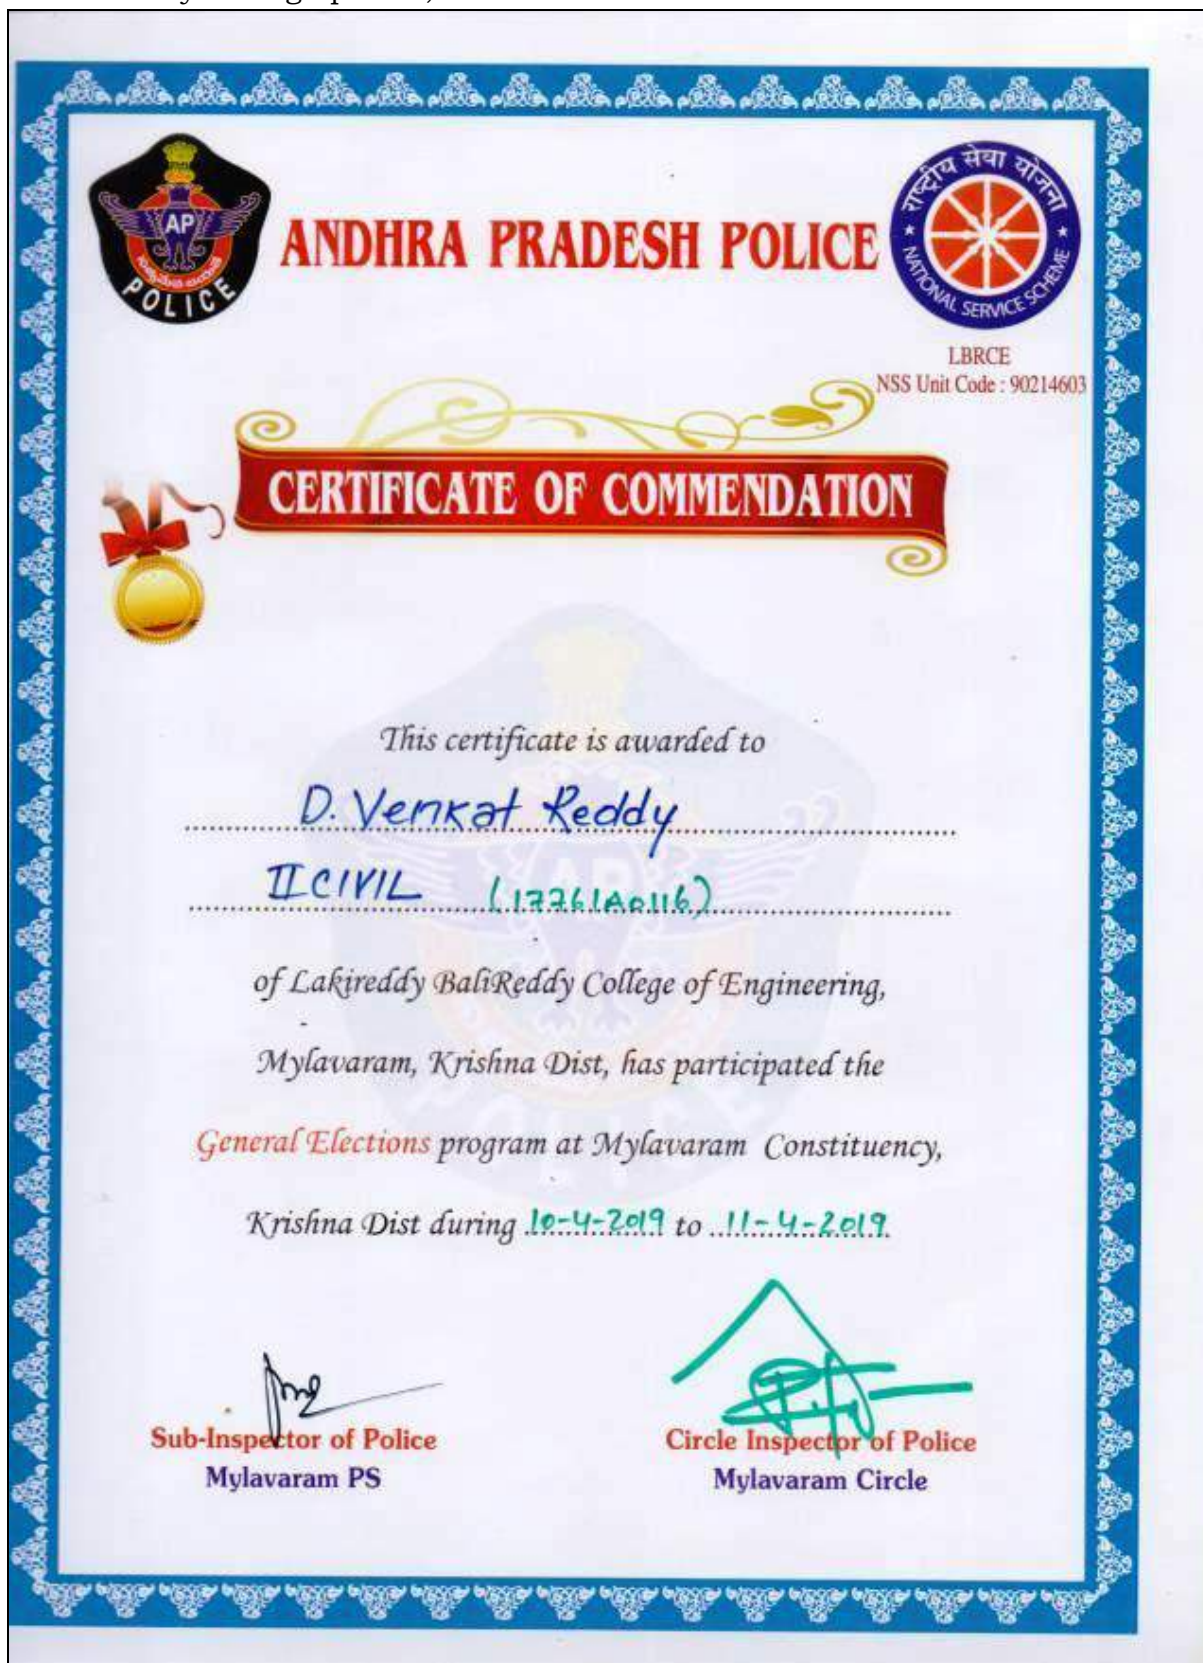 AP
POLICE
ANDHRA PRADESH POLICE
राष्ट्रीय सेवा योजना
NATIONAL SERVICE SCHEME
LBRCE
NSS Unit Code : 90214603
CERTIFICATE OF COMMENDATION
This certificate is awarded to
D. Venkat Reddy
II CIVIL (17761A0116)
of Lakireddy BaliReddy College of Engineering,
Mylavaram, Krishna Dist, has participated the
General Elections program at Mylavaram Constituency,
Krishna Dist during 10-4-2019 to 11-4-2019
Sub-Inspector of Police
Mylavaram PS
Circle Inspector of Police
Mylavaram Circle